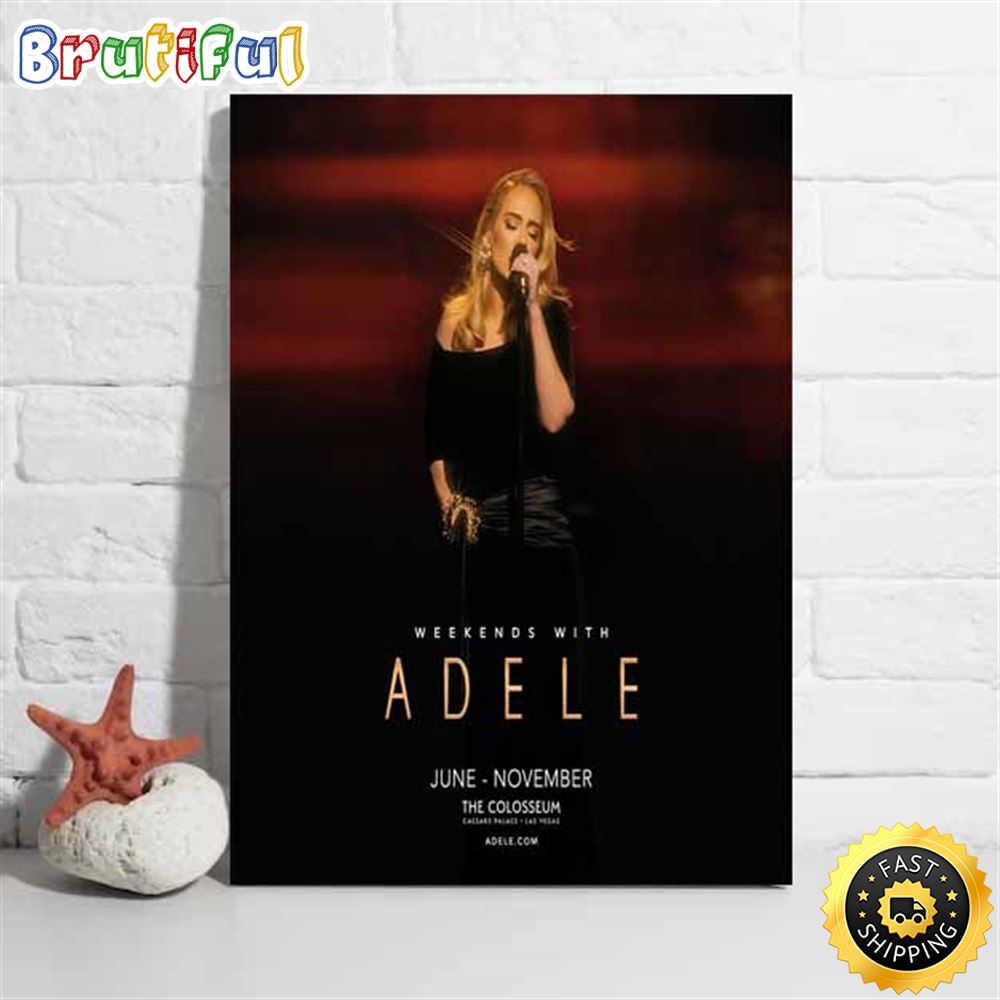 Brutiful
WEEKENDS WITH
ADELE
JUNE - NOVEMBER
THE COLOSSEUM
CAESARS PALACE • LAS VEGAS
ADELE.COM
FAST
SHIPPING